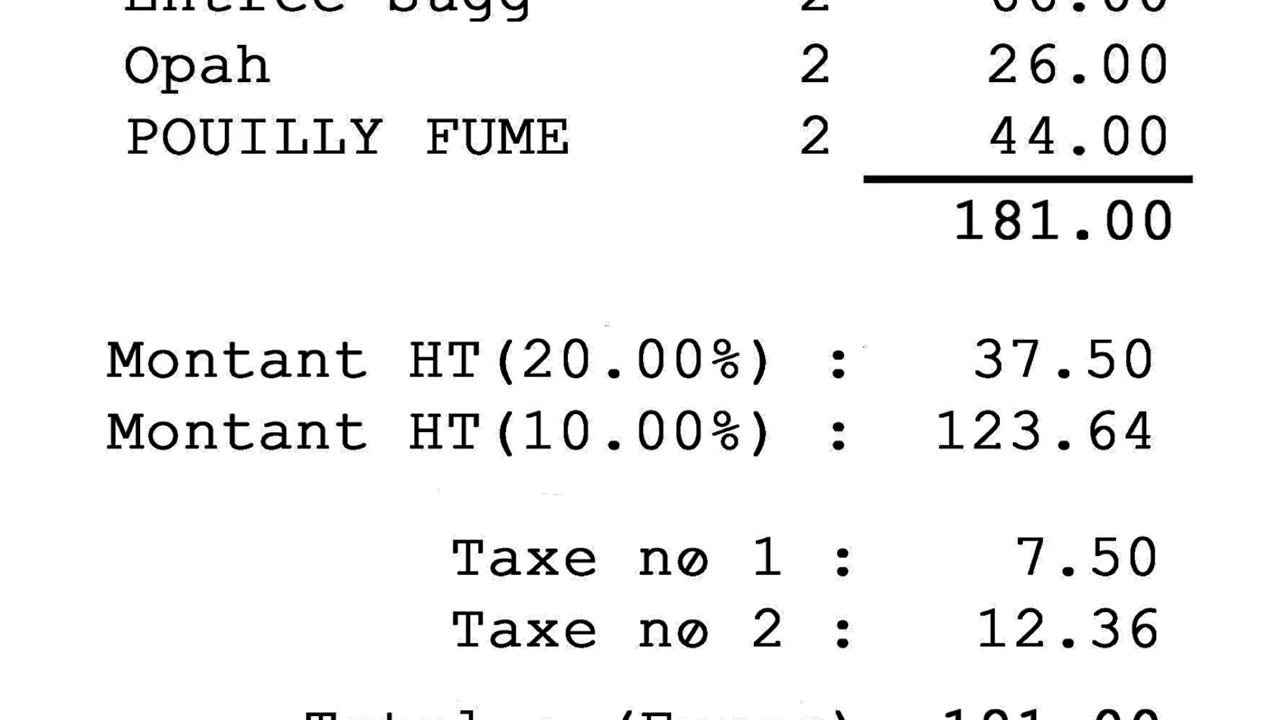 Opah 2 26.00
POUILLY FUME 2 44.00
181.00
Montant HT(20.00%) : 37.50
Montant HT(10.00%) : 123.64
Taxe nø 1 : 7.50
Taxe nø 2 : 12.36